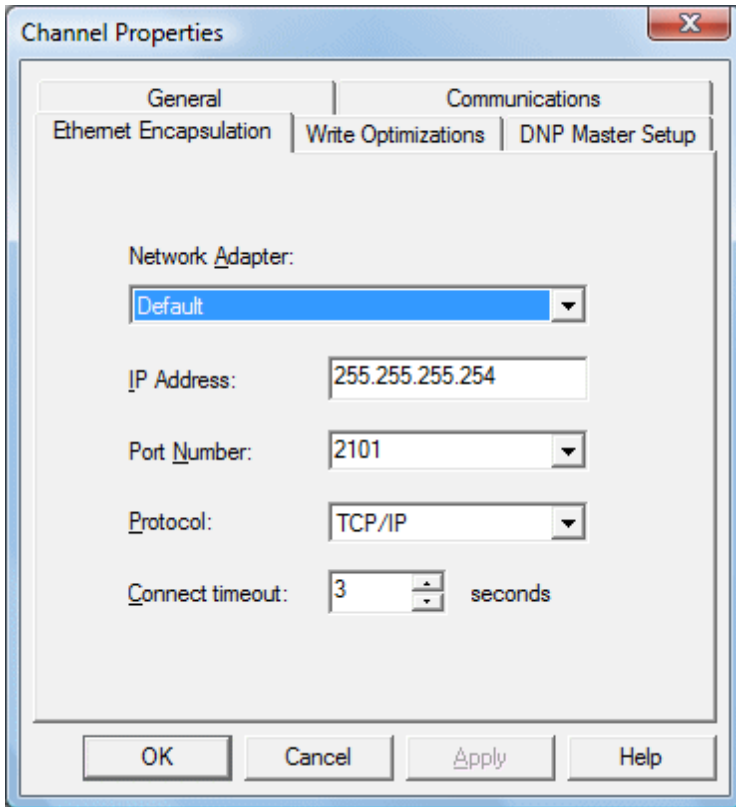 Channel Properties
General Communications
Ethernet Encapsulation Write Optimizations DNP Master Setup
Network Adapter:
Default
IP Address: 255.255.255.254
Port Number: 2101
Protocol: TCP/IP
Connect timeout: 3 seconds
OK Cancel Apply Help